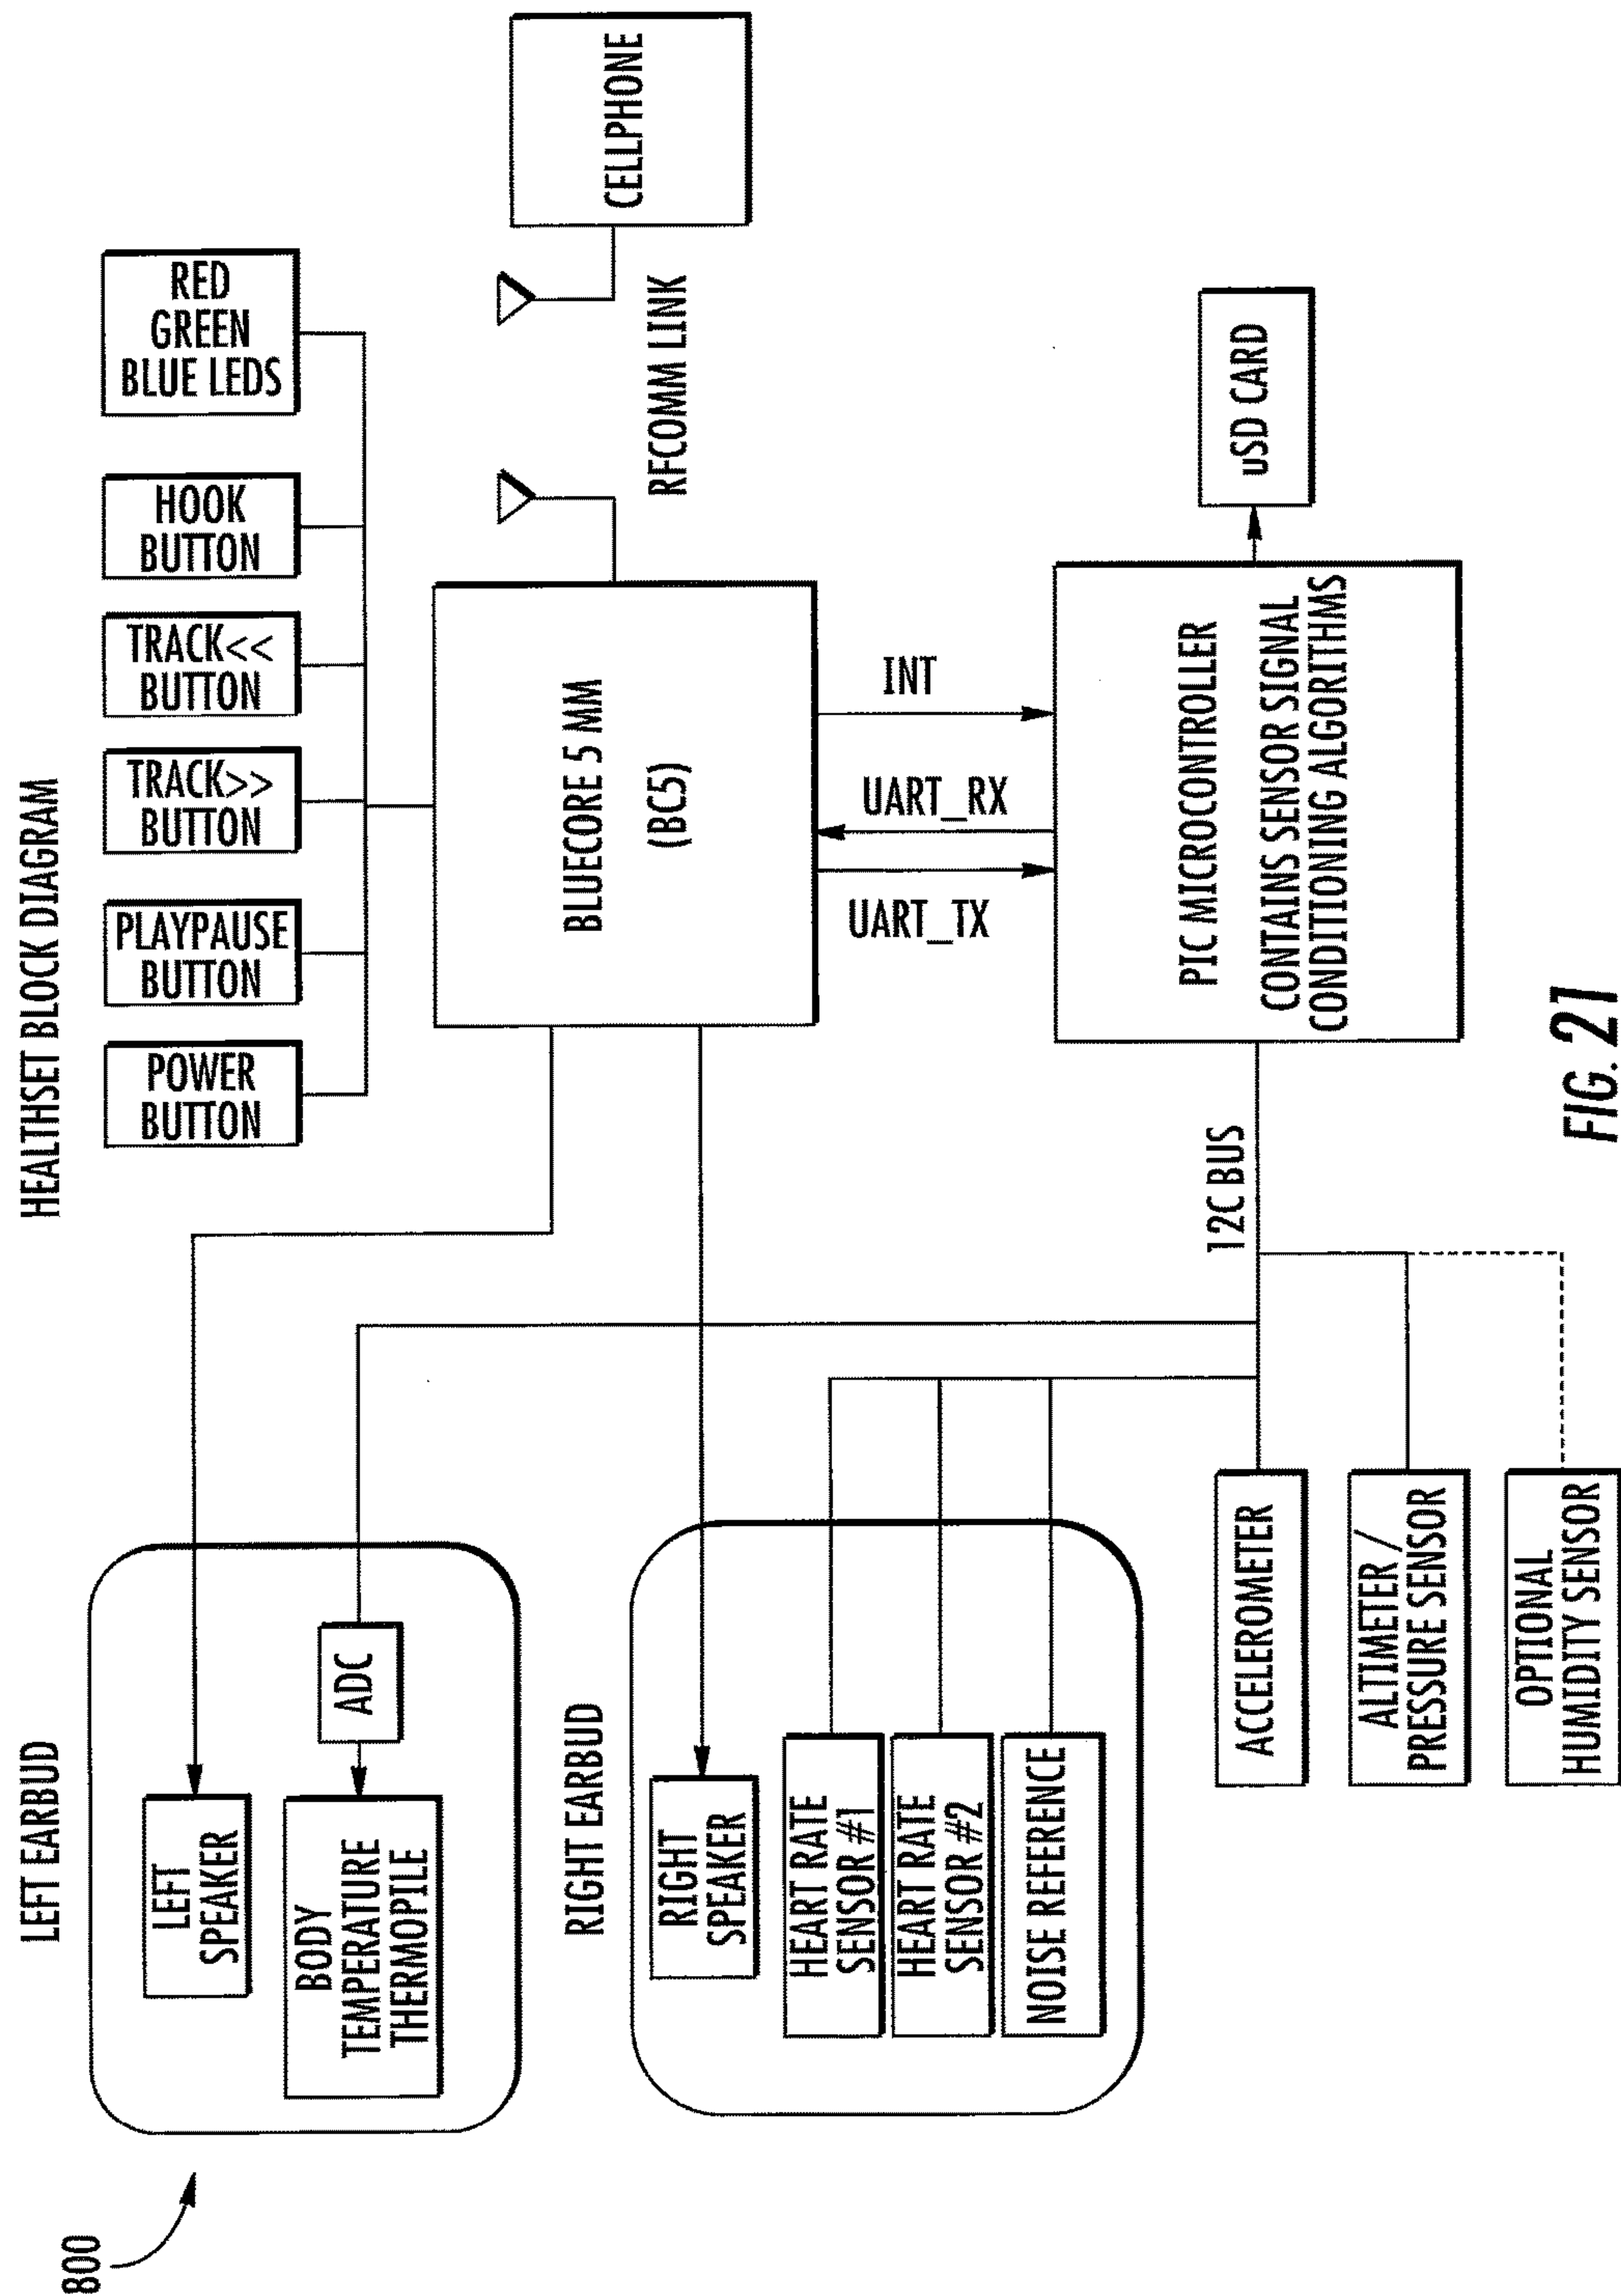 HEALTHSET BLOCK DIAGRAM
800
LEFT EARBUD
LEFT
SPEAKER
BODY
TEMPERATURE
THERMOPILE
ADC
RIGHT EARBUD
RIGHT
SPEAKER
HEART RATE
SENSOR #1
HEART RATE
SENSOR #2
NOISE REFERENCE
ACCELEROMETER
ALTIMETER /
PRESSURE SENSOR
OPTIONAL
HUMIDITY SENSOR
12C BUS
POWER
BUTTON
PLAYPAUSE
BUTTON
TRACK>>
BUTTON
TRACK<<
BUTTON
HOOK
BUTTON
RED
GREEN
BLUE LEDS
BLUECORE 5 MM
(BC5)
UART_TX
UART_RX
INT
PIC MICROCONTROLLER
CONTAINS SENSOR SIGNAL
CONDITIONING ALGORITHMS
RFCOMM LINK
CELLPHONE
uSD CARD
FIG. 21